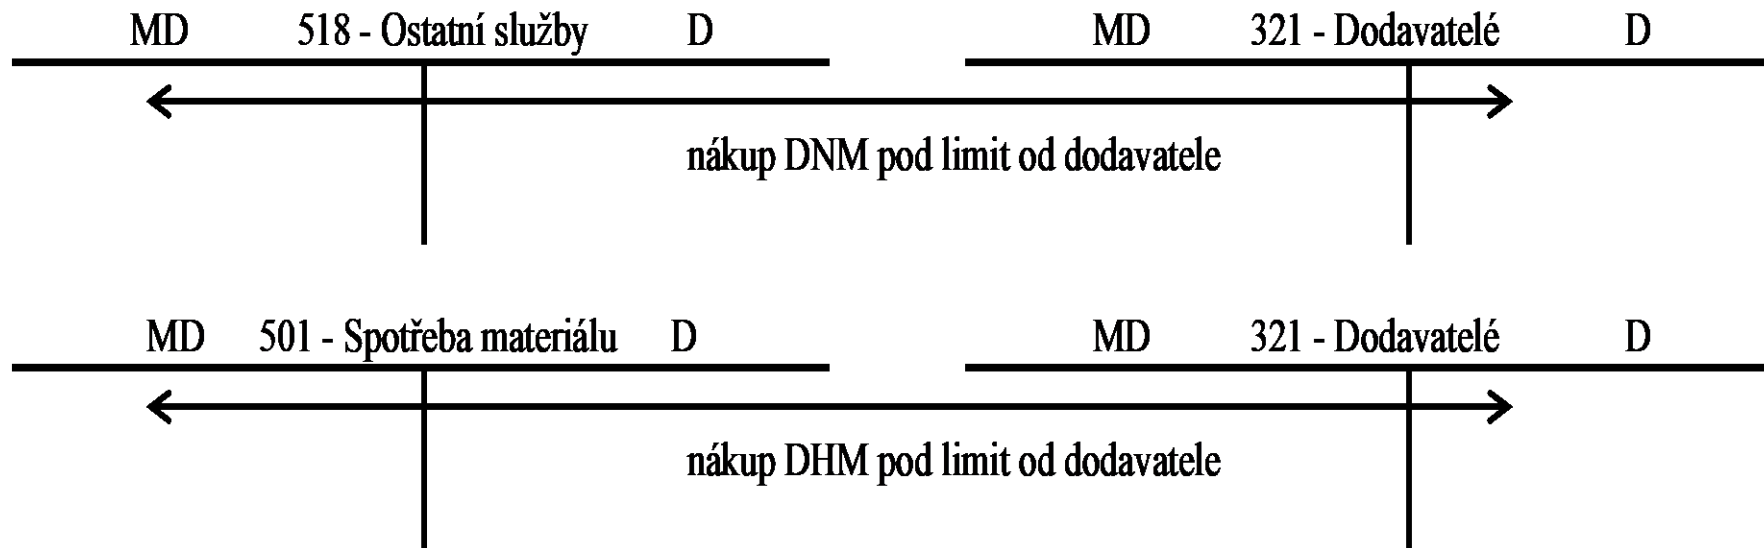 MD 518 - Ostatní služby D MD 321 - Dodavatelé D
nákup DNM pod limit od dodavatele
MD 501 - Spotřeba materiálu D MD 321 - Dodavatelé D
nákup DHM pod limit od dodavatele